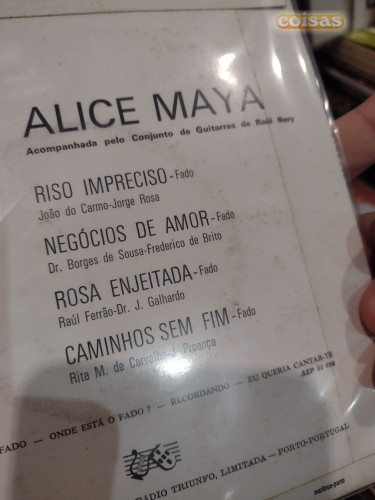 coisas
ALICE MAYA
Acompanhada pelo Conjunto de Guitarras de Raúl Nery
RISO IMPRECISO-Fado
João do Carmo-Jorge Rosa
NEGÓCIOS DE AMOR-Fado
Dr. Borges de Sousa-Frederico de Brito
ROSA ENJEITADA-Fado
Raúl Ferrão-Dr. J. Galhardo
CAMINHOS SEM FIM-Fado
Rita M. de Carvalho-J. Proença
FADO — ONDE ESTÁ O FADO? — RECORDANDO — EU QUERIA CANTAR-TE
AEP
RÁDIO TRIUNFO, LIMITADA — PORTO-PORTUGAL